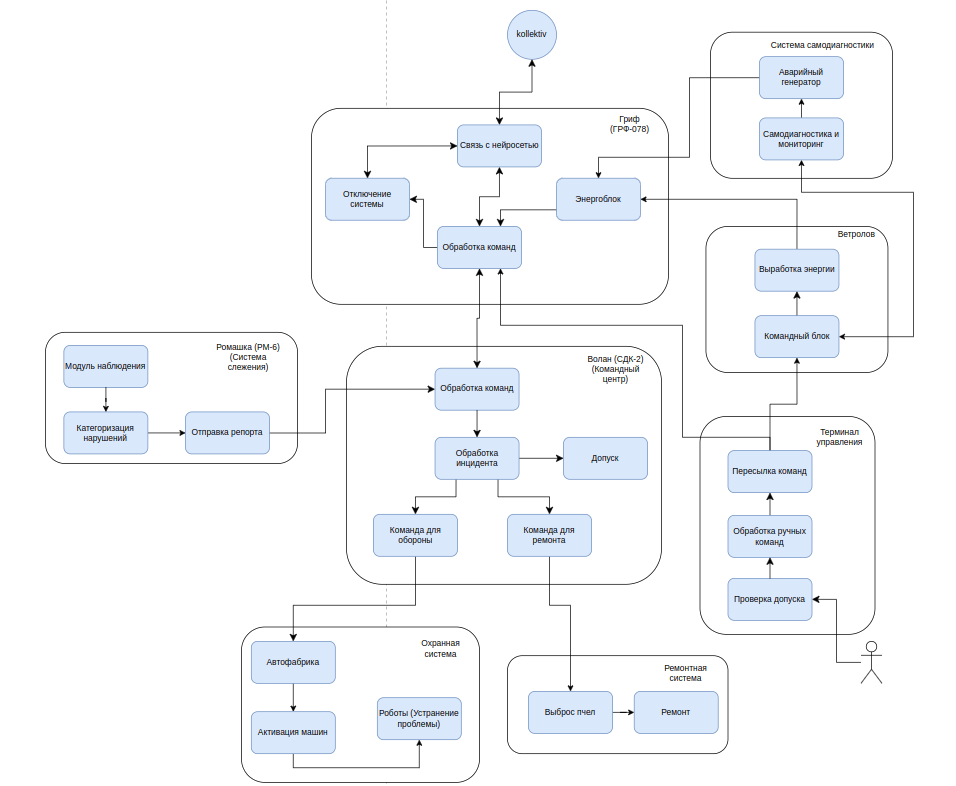 kollektiv
Система самодиагностики
Аварийный
генератор
Самодиагностика и
мониторинг
Гриф
(ГРФ-078)
Связь с нейросетью
Отключение
системы
Энергоблок
Обработка команд
Ветролов
Выработка энергии
Командный блок
Ромашка (РМ-6)
(Система
слежения)
Модуль наблюдения
Категоризация
нарушений
Отправка репорта
Волан (СДК-2)
(Командный
центр)
Обработка команд
Обработка
инцидента
Допуск
Команда для
обороны
Команда для
ремонта
Терминал
управления
Пересылка команд
Обработка ручных
команд
Проверка допуска
Охранная
система
Автофабрика
Активация машин
Роботы (Устранение
проблемы)
Ремонтная
система
Выброс пчел
Ремонт